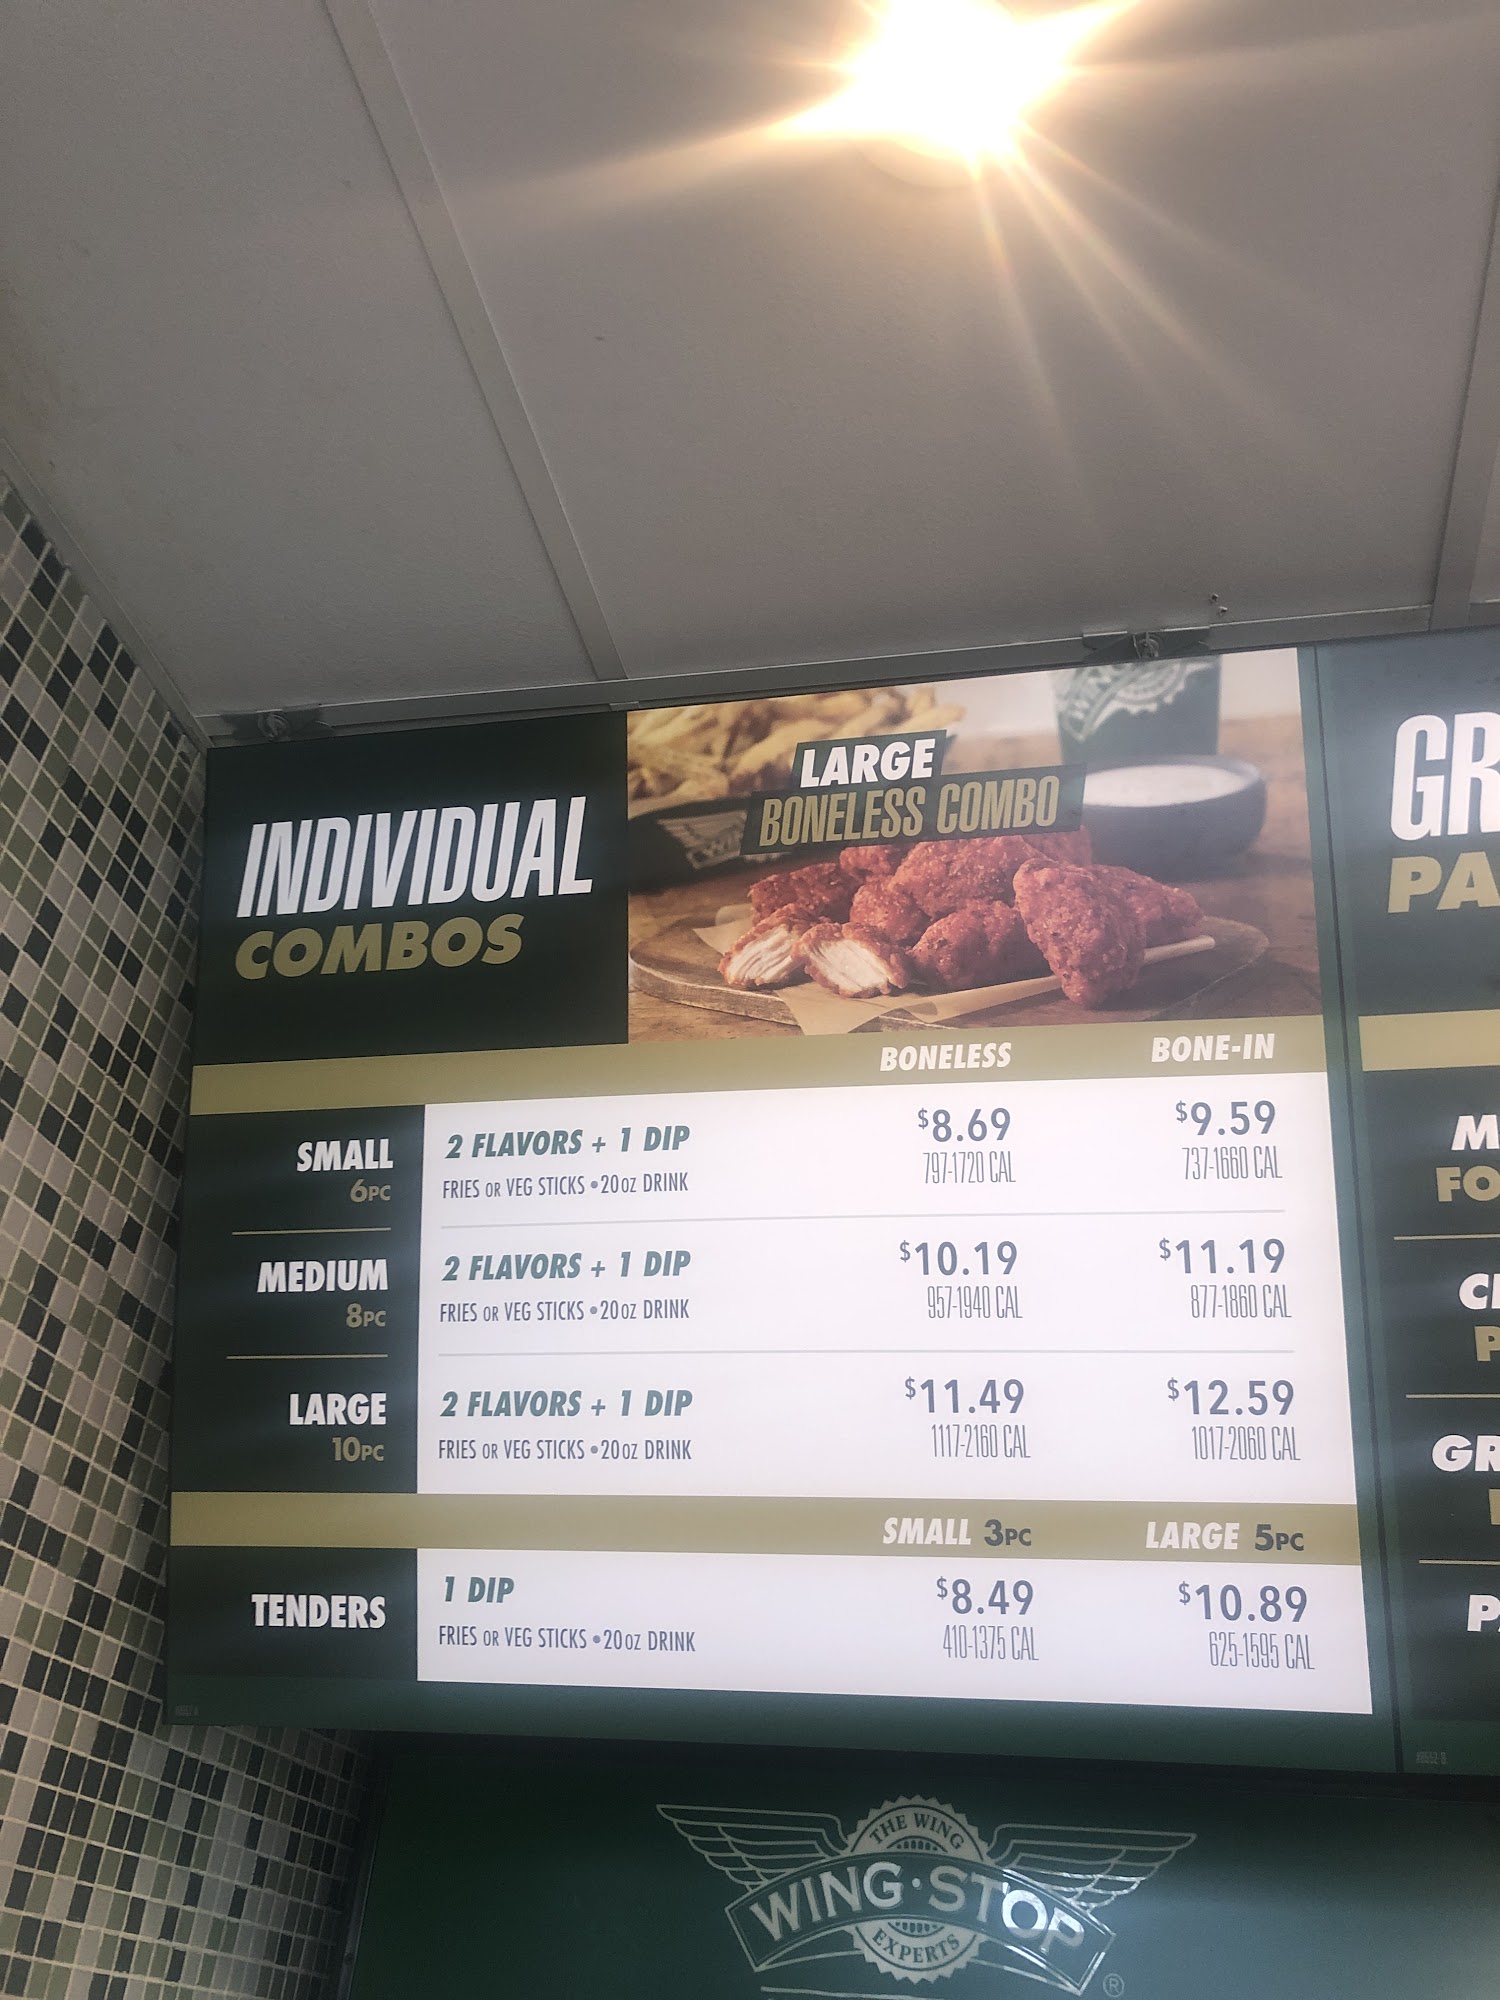 LARGE
BONELESS COMBO
INDIVIDUAL
COMBOS
BONELESS BONE-IN
SMALL
6PC
2 FLAVORS + 1 DIP
FRIES OR VEG STICKS • 20OZ DRINK
$8.69
797-1720 CAL
$9.59
737-1660 CAL
MEDIUM
8PC
2 FLAVORS + 1 DIP
FRIES OR VEG STICKS • 20OZ DRINK
$10.19
957-1940 CAL
$11.19
877-1860 CAL
LARGE
10PC
2 FLAVORS + 1 DIP
FRIES OR VEG STICKS • 20OZ DRINK
$11.49
1117-2160 CAL
$12.59
1017-2060 CAL
SMALL 3PC LARGE 5PC
TENDERS
1 DIP
FRIES OR VEG STICKS • 20OZ DRINK
$8.49
410-1375 CAL
$10.89
625-1595 CAL
GR
PA
M
FO
GR
THE WING
WING·STOP
EXPERTS
®